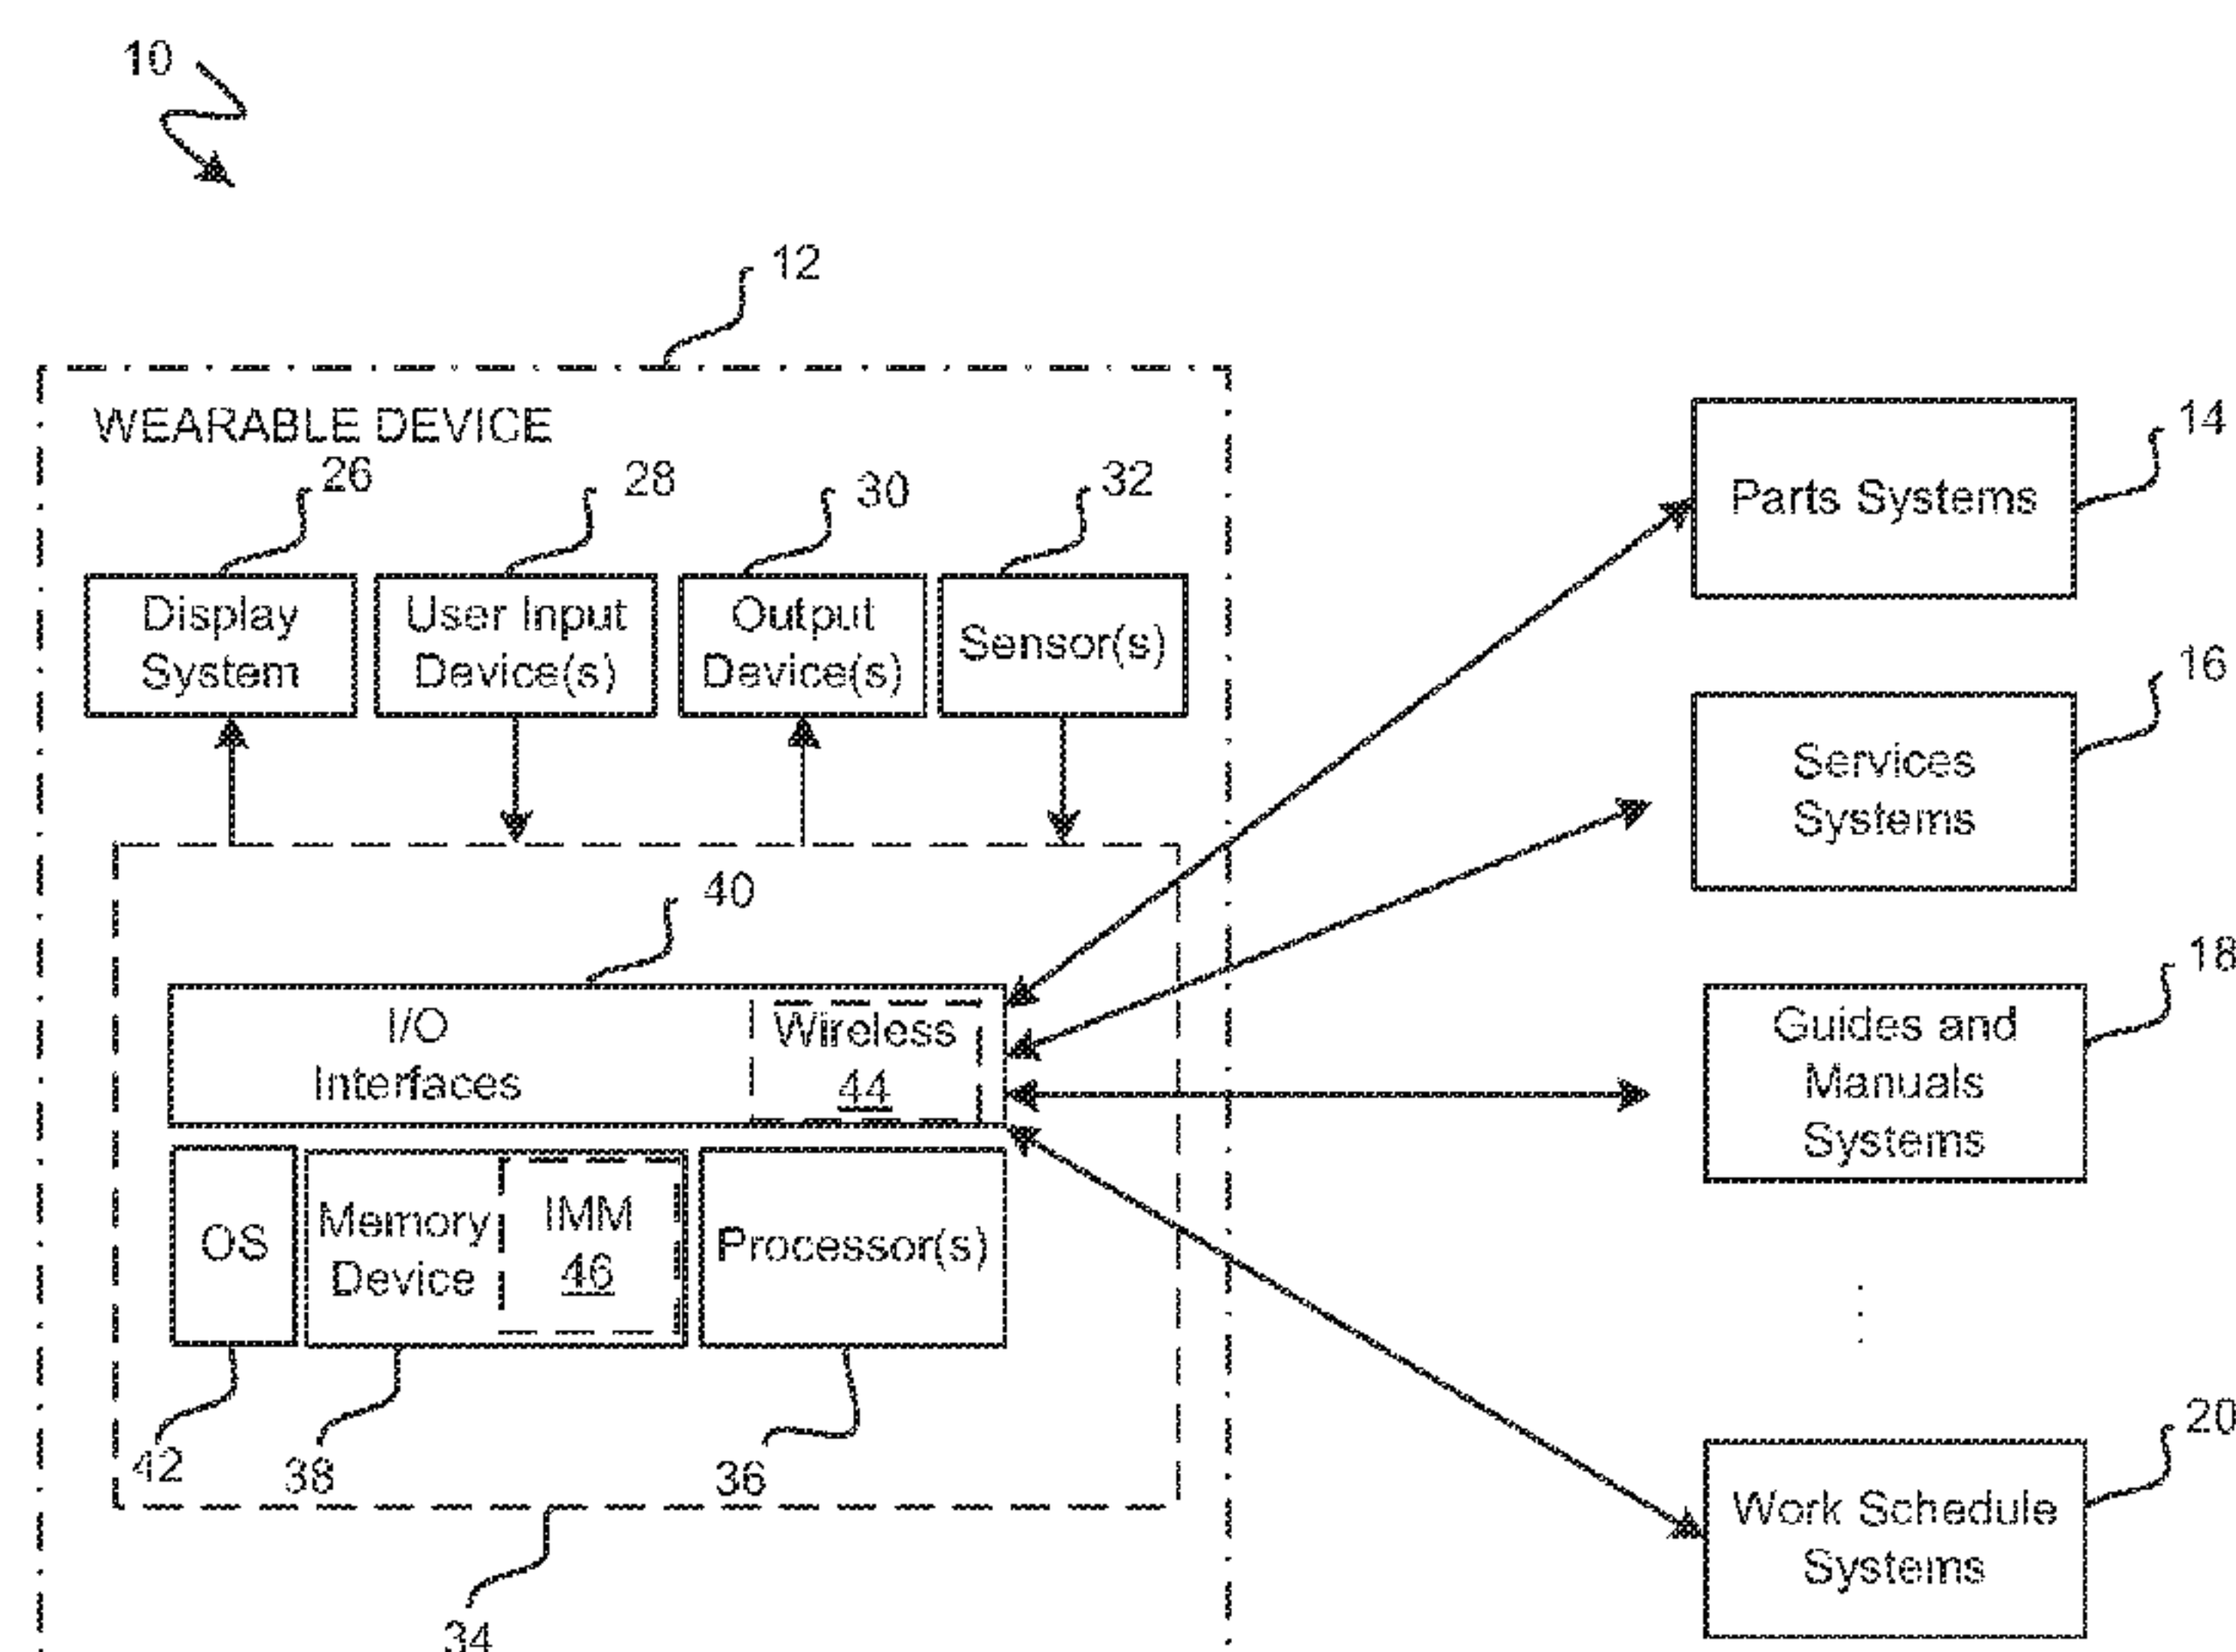 10
12
WEARABLE DEVICE
26
28
30
32
Display
System
User Input
Device(s)
Output
Device(s)
Sensor(s)
40
I/O
Interfaces
Wireless
44
OS
Memory
Device
IMM
46
Processor(s)
42
38
36
34
Parts Systems
14
Services
Systems
16
Guides and
Manuals
Systems
18
Work Schedule
Systems
20